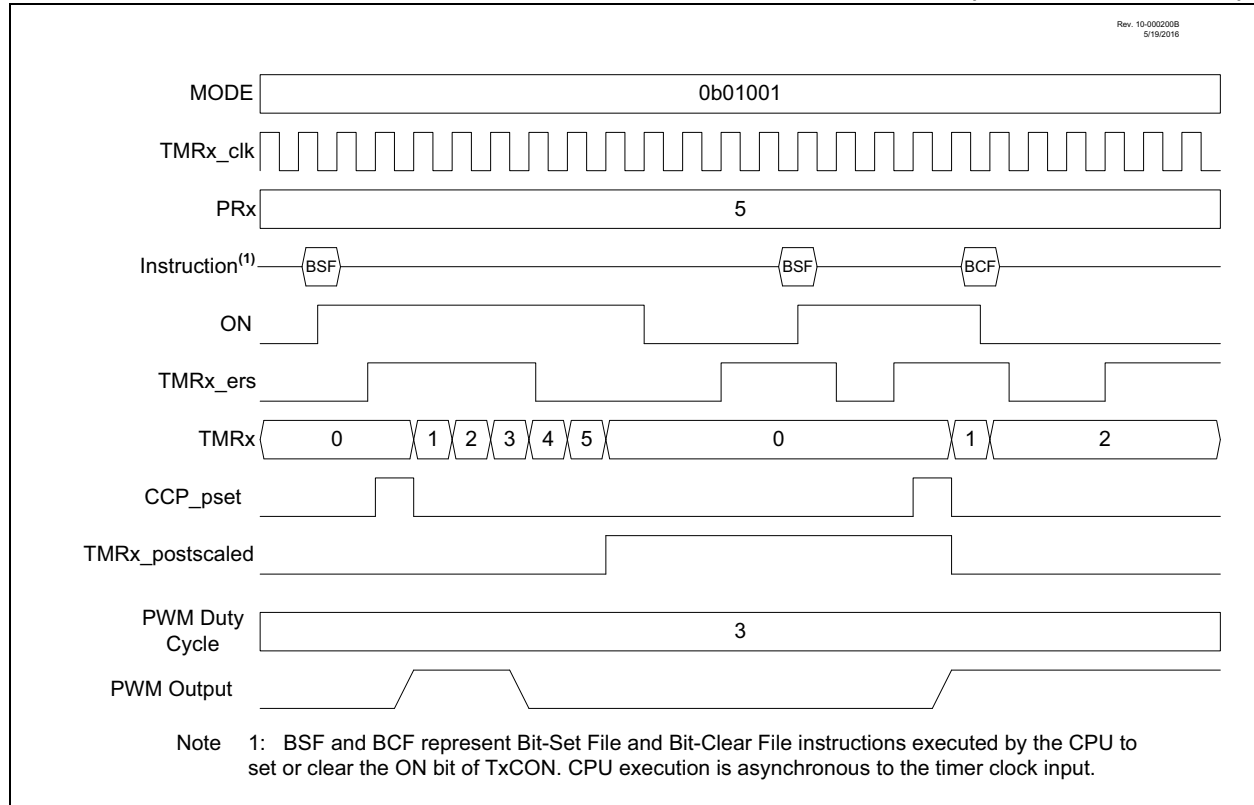 Rev. 10-000200B
5/19/2016
MODE 0b01001
TMRx_clk
PRx 5
Instruction(1) BSF BSF BCF
ON
TMRx_ers
TMRx 0 1 2 3 4 5 0 1 2
CCP_pset
TMRx_postscaled
PWM Duty
Cycle 3
PWM Output
Note 1: BSF and BCF represent Bit-Set File and Bit-Clear File instructions executed by the CPU to
set or clear the ON bit of TxCON. CPU execution is asynchronous to the timer clock input.